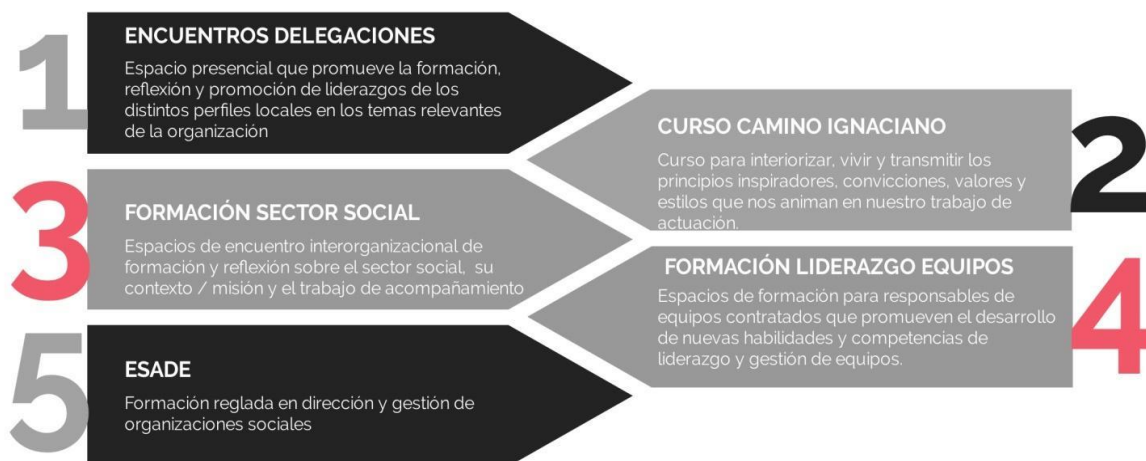 1
ENCUENTROS DELEGACIONES
Espacio presencial que promueve la formación,
reflexión y promoción de liderazgos de los
distintos perfiles locales en los temas relevantes
de la organización
2
CURSO CAMINO IGNACIANO
Curso para interiorizar, vivir y transmitir los
principios inspiradores, convicciones, valores y
estilos que nos animan en nuestro trabajo de
actuación.
3
FORMACIÓN SECTOR SOCIAL
Espacios de encuentro interorganizacional de
formación y reflexión sobre el sector social, su
contexto / misión y el trabajo de acompañamiento
4
FORMACIÓN LIDERAZGO EQUIPOS
Espacios de formación para responsables de
equipos contratados que promueven el desarrollo
de nuevas habilidades y competencias de
liderazgo y gestión de equipos.
5
ESADE
Formación reglada en dirección y gestión de
organizaciones sociales